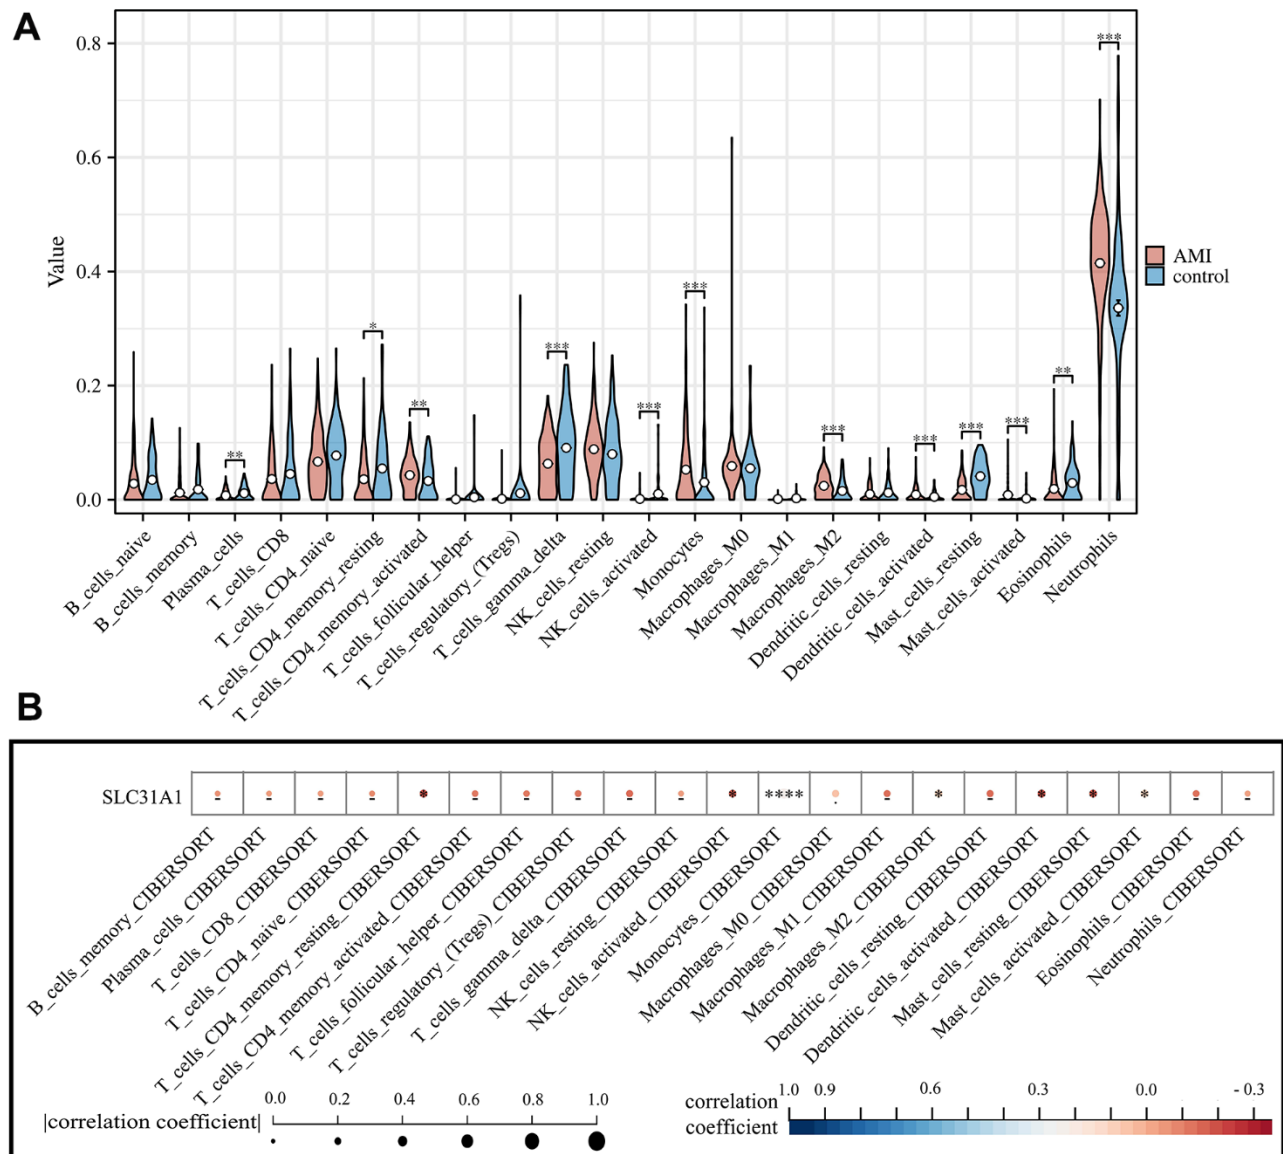 A
0.8
0.6
0.4
0.2
0.0
Value
***
**
*
**
***
***
***
***
***
***
***
**
***
AMI
control
B_cells_naive
B_cells_memory
Plasma_cells
T_cells_CD8
T_cells_CD4_naive
T_cells_CD4_memory_resting
T_cells_CD4_memory_activated
T_cells_follicular_helper
T_cells_regulatory_(Tregs)
T_cells_gamma_delta
NK_cells_resting
NK_cells_activated
Monocytes
Macrophages_M0
Macrophages_M1
Macrophages_M2
Dendritic_cells_resting
Dendritic_cells_activated
Mast_cells_resting
Mast_cells_activated
Eosinophils
Neutrophils
B
SLC31A1
* * **** * * * *
B_cells_memory_CIBERSORT
Plasma_cells_CIBERSORT
T_cells_CD8_CIBERSORT
T_cells_CD4_naive_CIBERSORT
T_cells_CD4_memory_resting_CIBERSORT
T_cells_CD4_memory_activated_CIBERSORT
T_cells_follicular_helper_CIBERSORT
T_cells_regulatory_(Tregs)_CIBERSORT
T_cells_gamma_delta_CIBERSORT
NK_cells_resting_CIBERSORT
NK_cells_activated_CIBERSORT
Monocytes_CIBERSORT
Macrophages_M0_CIBERSORT
Macrophages_M1_CIBERSORT
Macrophages_M2_CIBERSORT
Dendritic_cells_resting_CIBERSORT
Dendritic_cells_activated_CIBERSORT
Mast_cells_resting_CIBERSORT
Mast_cells_activated_CIBERSORT
Eosinophils_CIBERSORT
Neutrophils_CIBERSORT
0.0 0.2 0.4 0.6 0.8 1.0
|correlation coefficient|
1.0 0.9 0.6 0.3 0.0 -0.3
correlation
coefficient